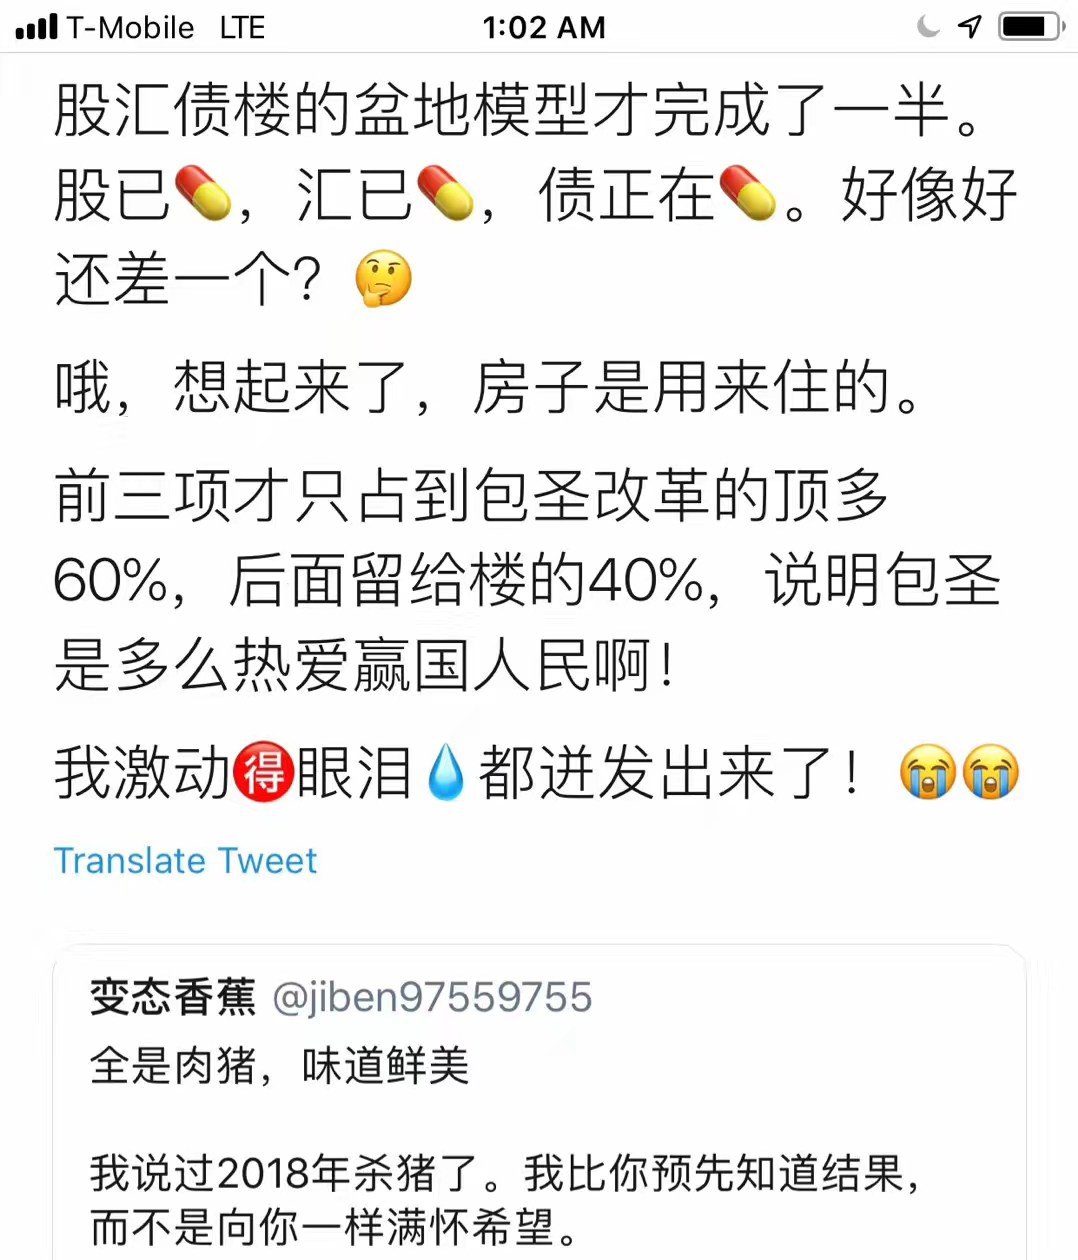 T-Mobile LTE 1:02 AM
股汇债楼的盆地模型才完成了一半。
股已💊，汇已💊，债正在💊。好像好
还差一个？🤔
哦，想起来了，房子是用来住的。
前三项才只占到包圣改革的顶多
60%，后面留给楼的40%，说明包圣
是多么热爱赢国人民啊！
我激动🉐眼泪💧都迸发出来了！😭😭
Translate Tweet
变态香蕉 @jiben97559755
全是肉猪，味道鲜美
我说过2018年杀猪了。我比你预先知道结果，
而不是向你一样满怀希望。